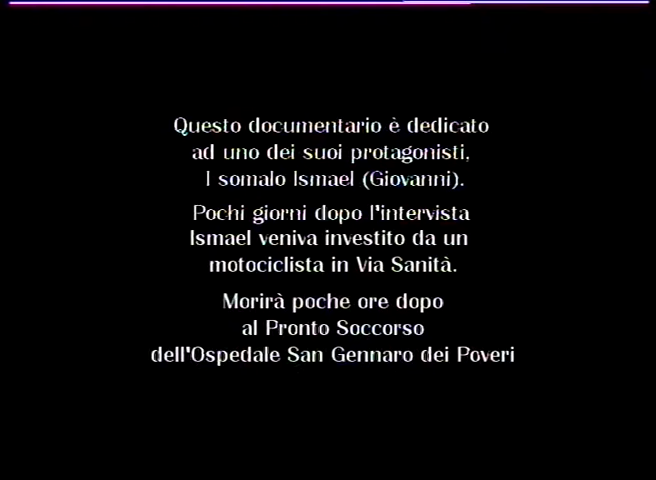 Questo documentario è dedicato
ad uno dei suoi protagonisti,
I somalo Ismael (Giovanni).
Pochi giorni dopo l'intervista
Ismael veniva investito da un
motociclista in Via Sanità.
Morirà poche ore dopo
al Pronto Soccorso
dell'Ospedale San Gennaro dei Poveri